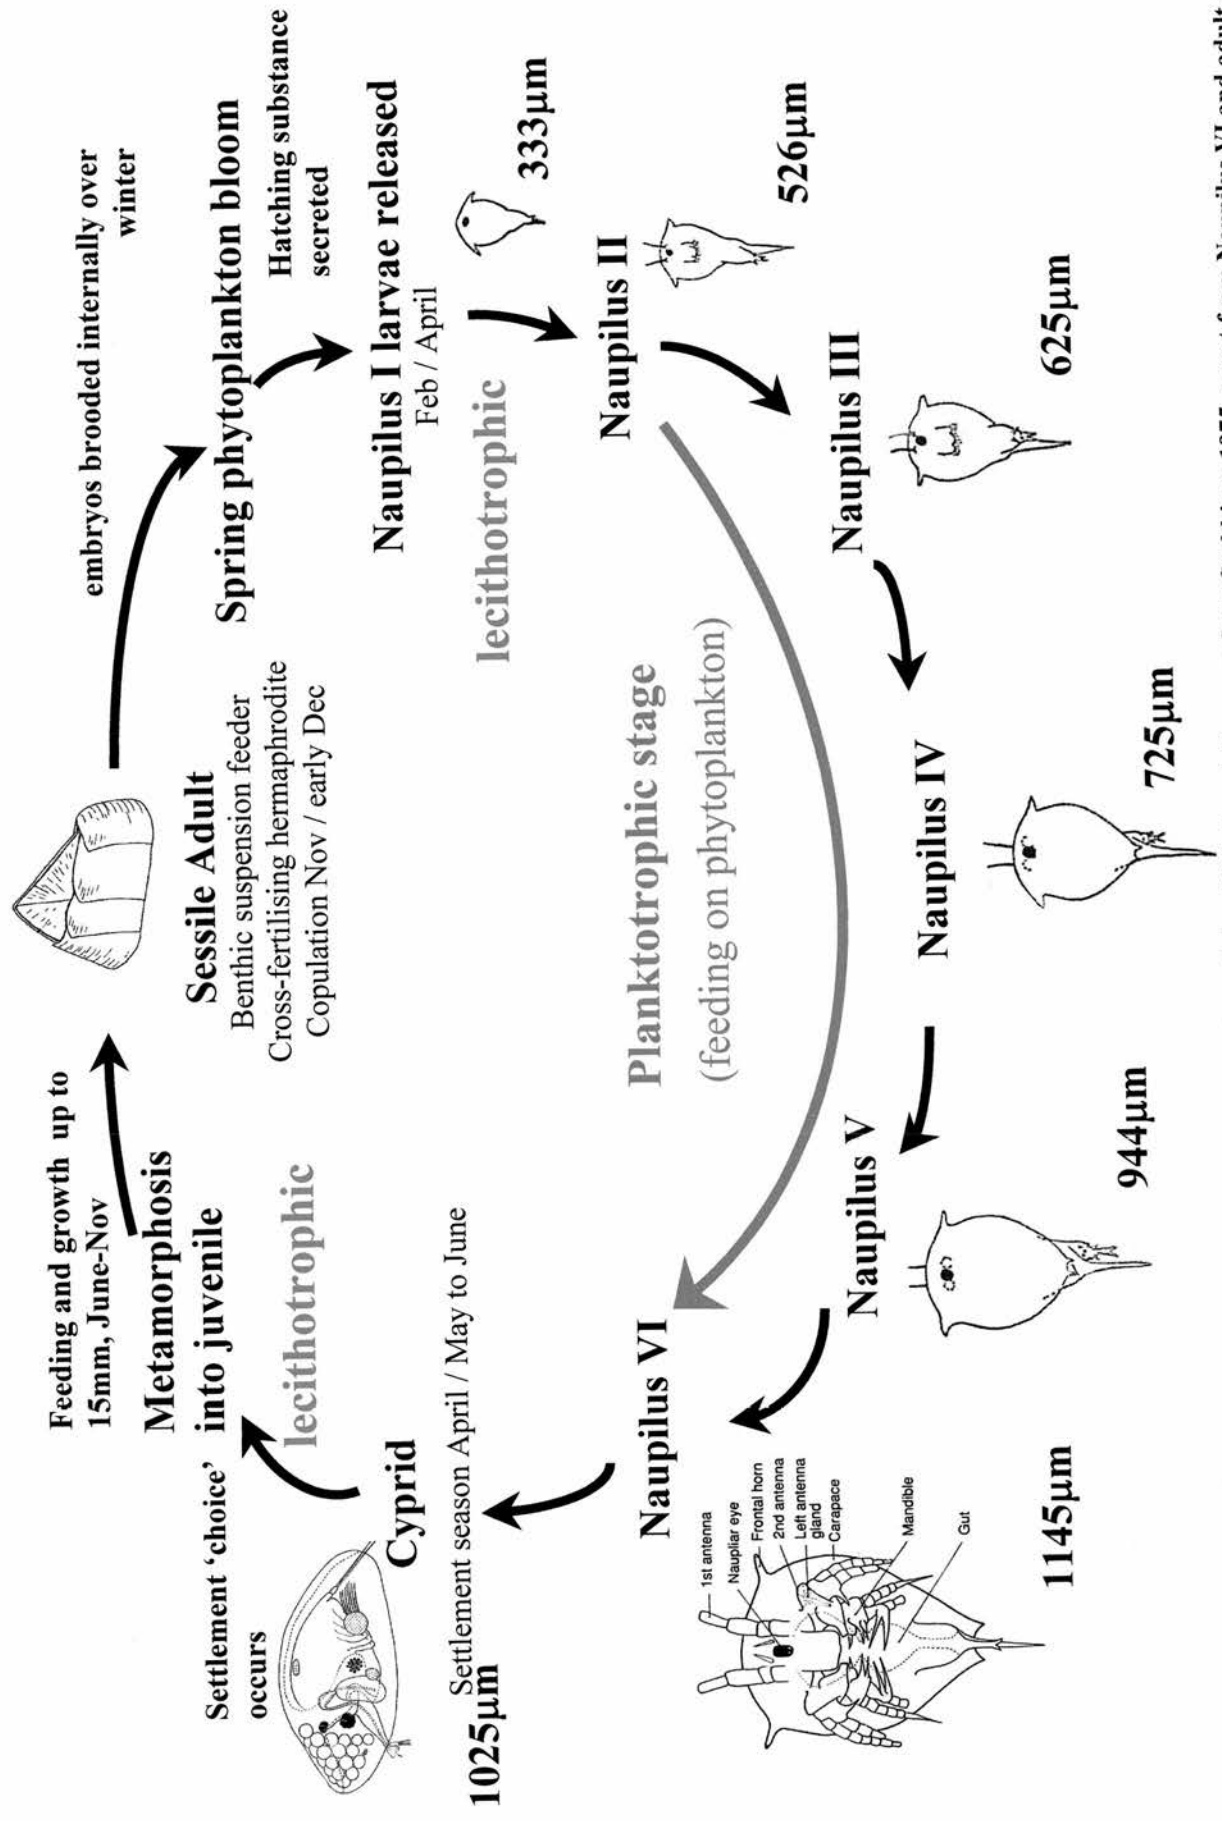 Feeding and growth up to
15mm, June-Nov
embryos brooded internally over
winter
Metamorphosis
into juvenile
Settlement 'choice'
occurs
lecithotrophic
Sessile Adult
Benthic suspension feeder
Cross-fertilising hermaphrodite
Copulation Nov / early Dec
Spring phytoplankton bloom
Hatching substance
secreted
Naupilus I larvae released
Feb / April
lecithotrophic
333µm
Cyprid
Settlement season April / May to June
1025µm
Naupilus II
526µm
Planktotrophic stage
(feeding on phytoplankton)
Naupilus VI
1st antenna
Naupliar eye
Frontal horn
2nd antenna
Left antenna
gland
Carapace
Mandible
Gut
1145µm
Naupilus V
944µm
Naupilus IV
725µm
Naupilus III
625µm
Naupilus VI and adult